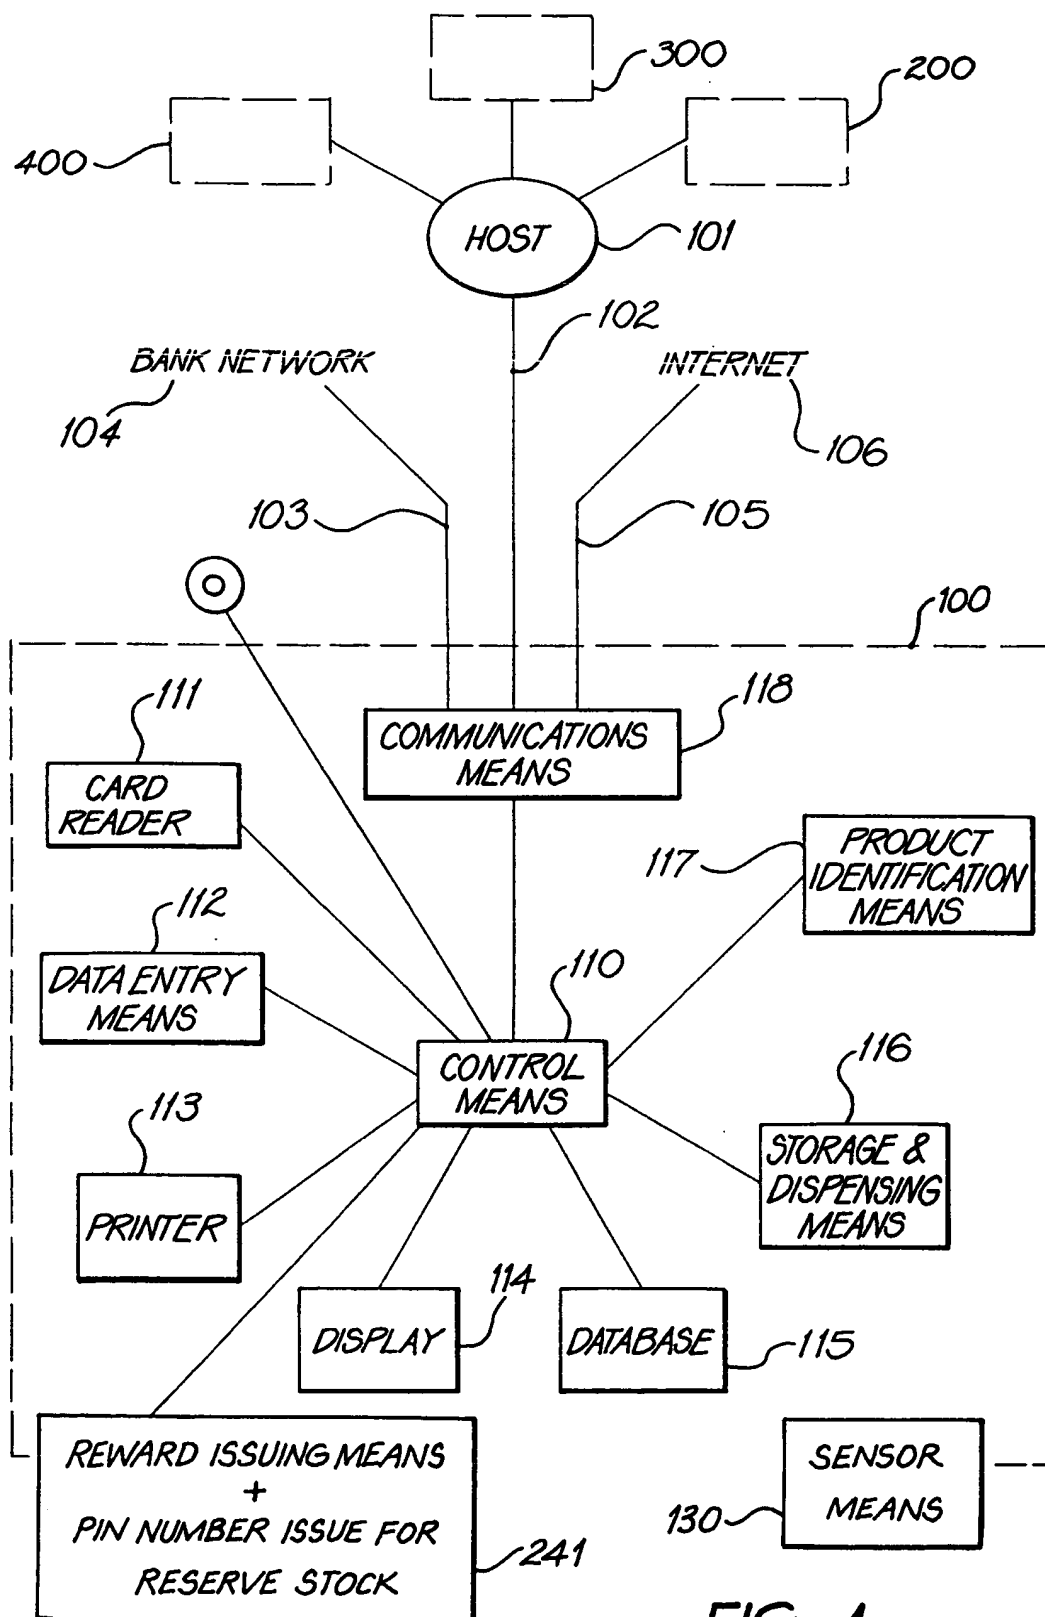 300
200
400
HOST
101
102
BANK NETWORK
INTERNET
104
106
103
105
100
111
118
COMMUNICATIONS
MEANS
CARD
READER
117
PRODUCT
IDENTIFICATION
MEANS
112
DATA ENTRY
MEANS
110
CONTROL
MEANS
116
STORAGE &
DISPENSING
MEANS
113
PRINTER
114
DISPLAY
DATABASE
115
REWARD ISSUING MEANS
+
PIN NUMBER ISSUE FOR
RESERVE STOCK
241
SENSOR
MEANS
130